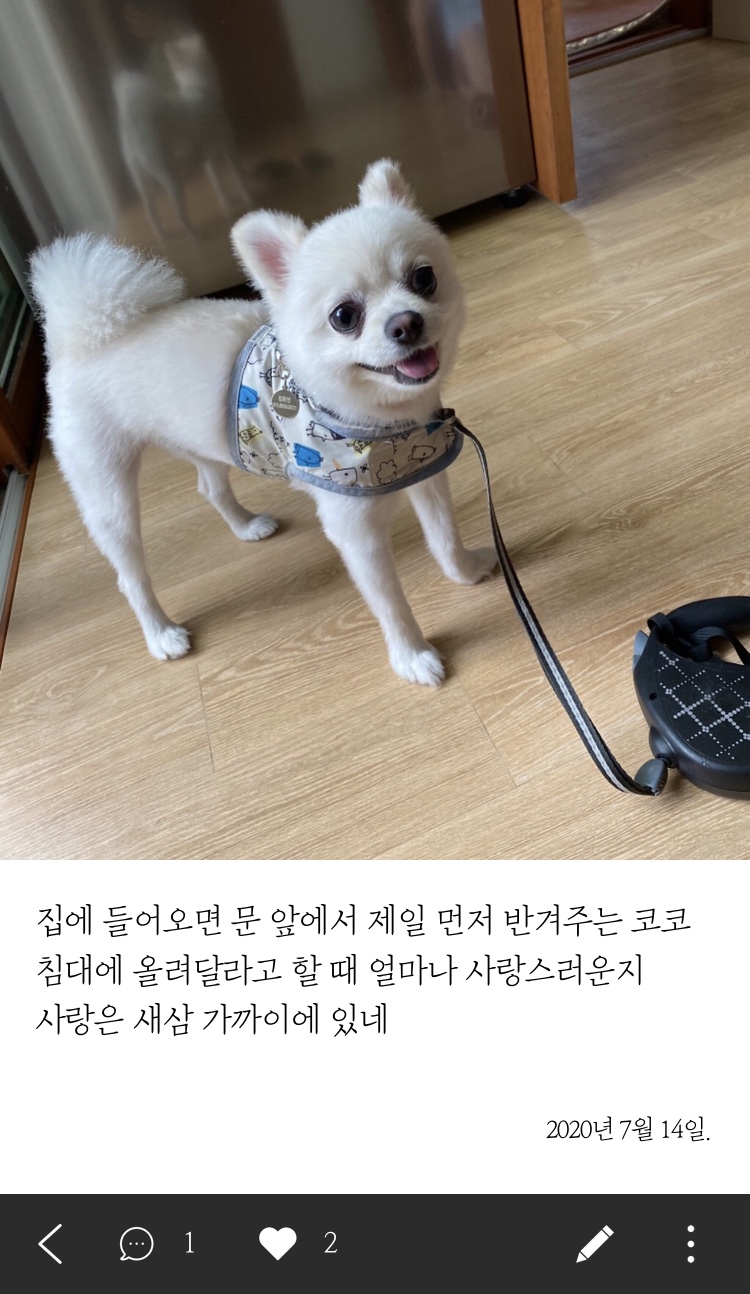 집에 들어오면 문 앞에서 제일 먼저 반겨주는 코코
침대에 올려달라고 할 때 얼마나 사랑스러운지
사랑은 새삼 가까이에 있네
2020년 7월 14일.
1
2